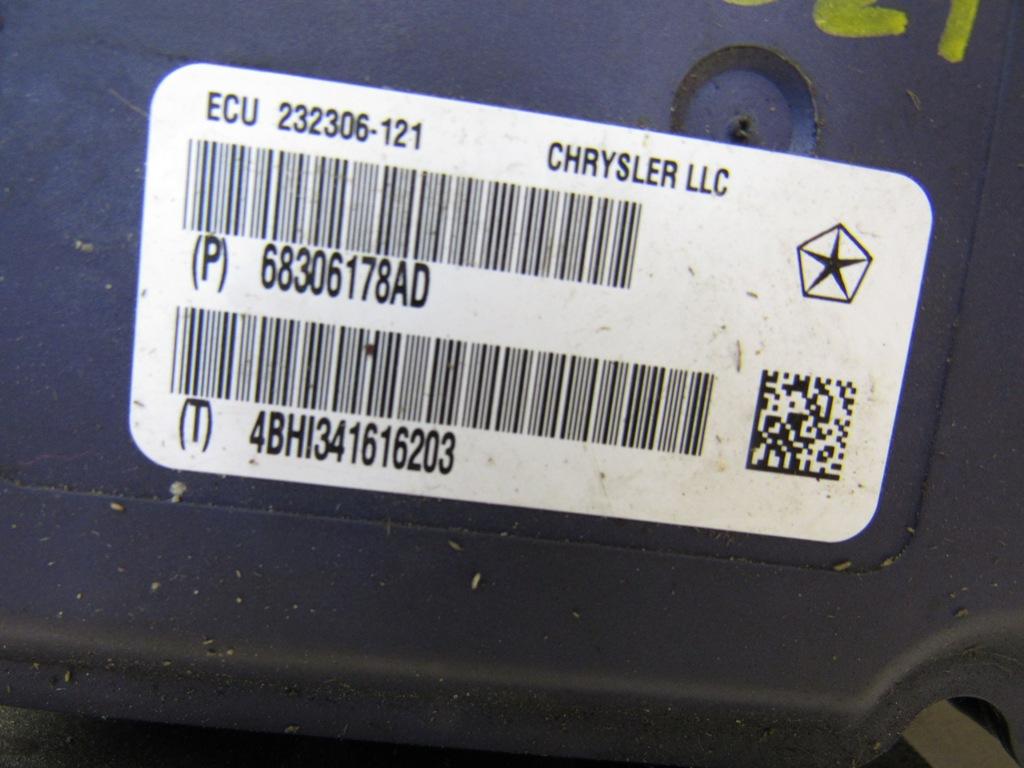 ECU 232306-121
CHRYSLER LLC
(P) 68306178AD
(T) 4BHI341616203